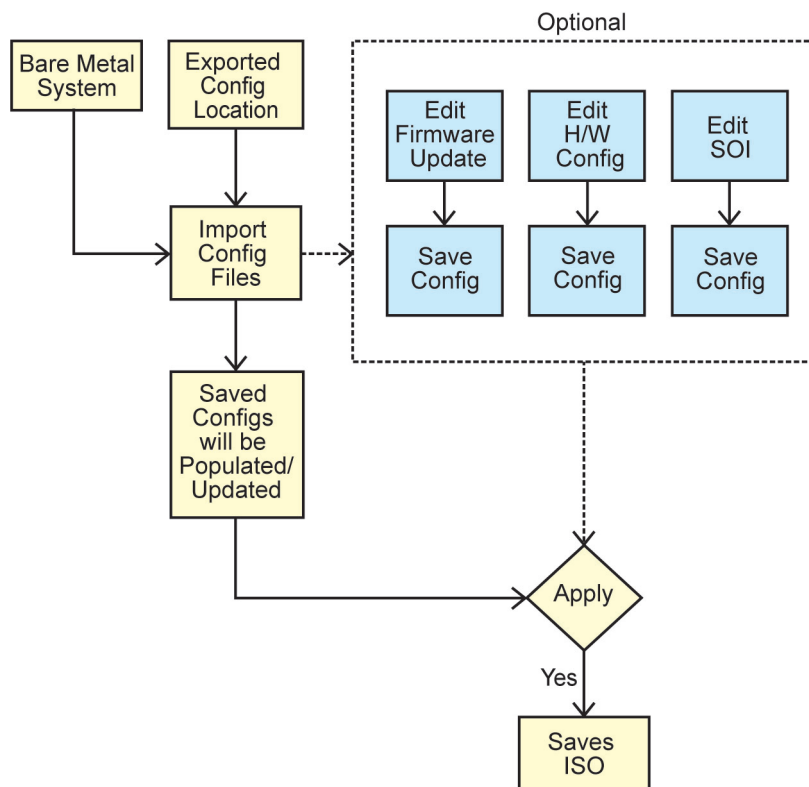 Optional
Bare Metal
System
Exported
Config
Location
Edit
Firmware
Update
Edit
H/W
Config
Edit
SOI
Import
Config
Files
Save
Config
Save
Config
Save
Config
Saved
Configs
will be
Populated/
Updated
Apply
Yes
Saves
ISO